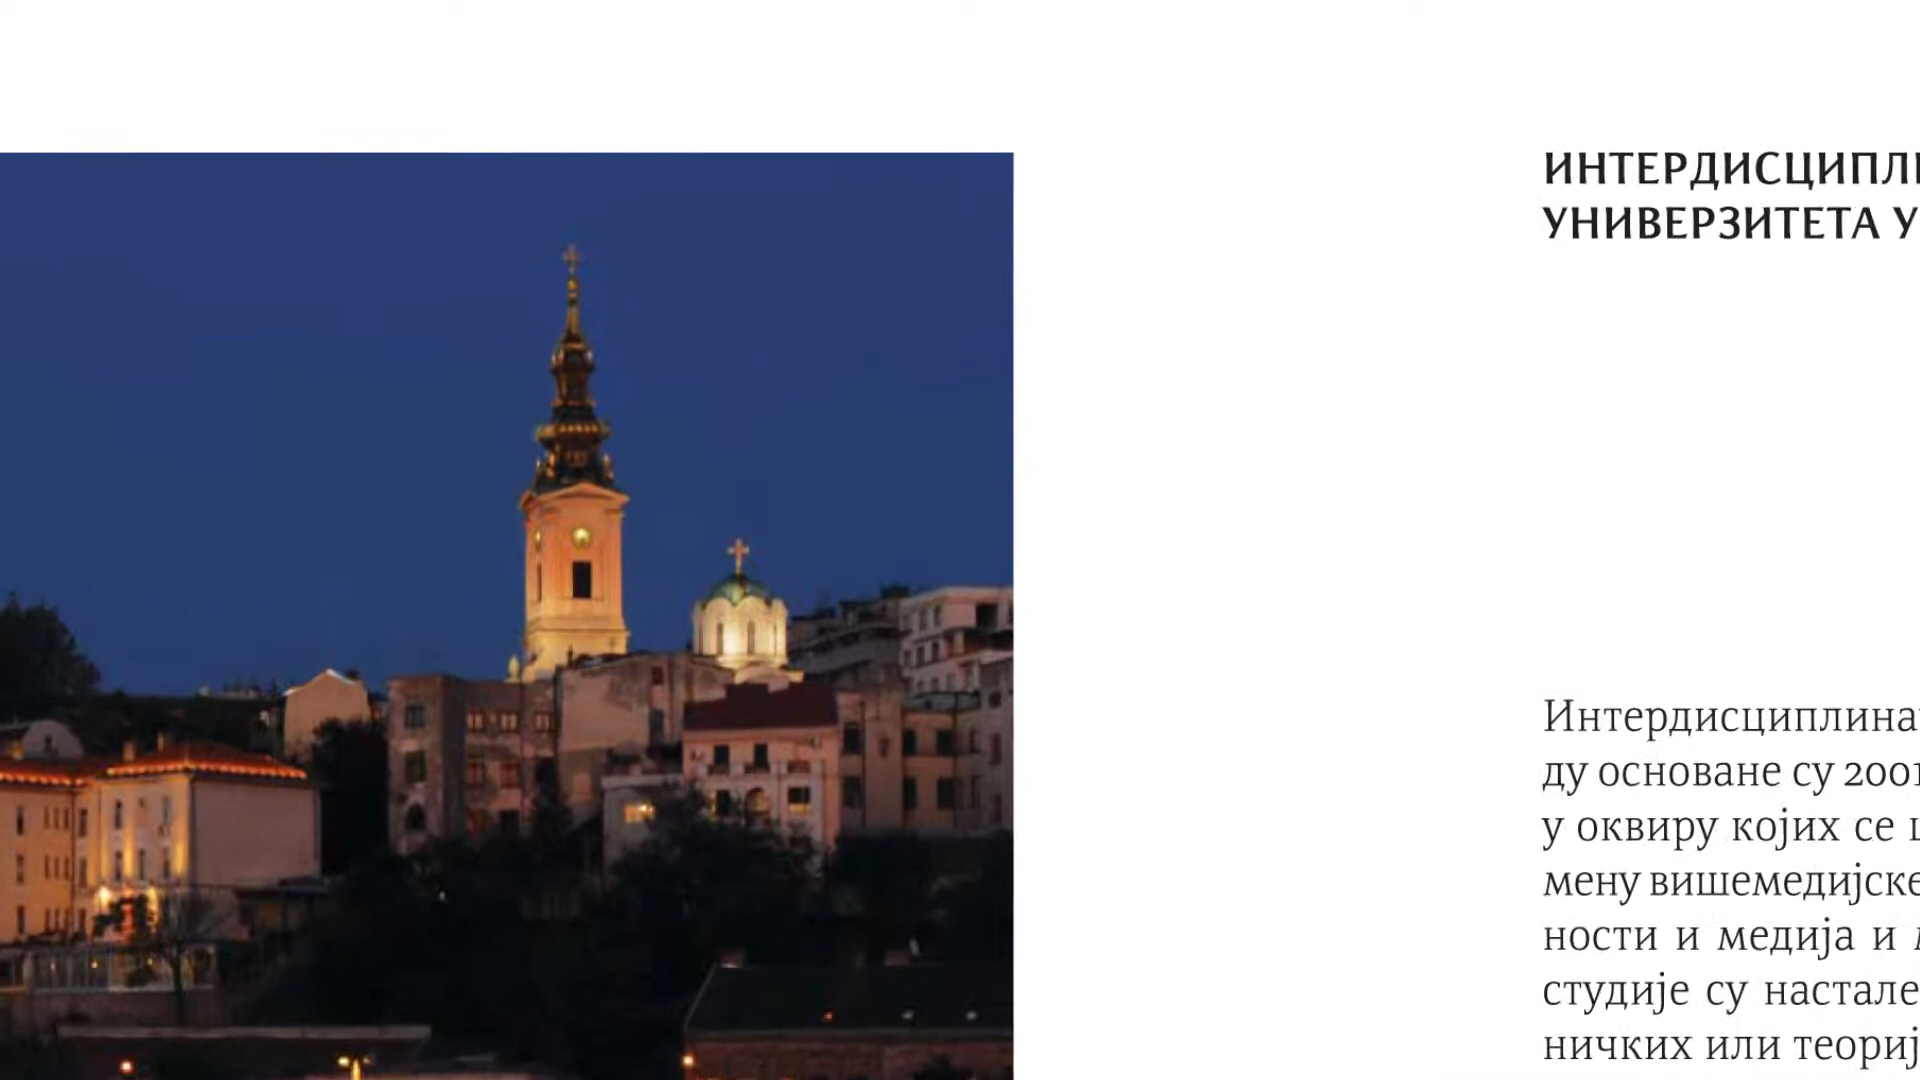 ИНТЕРДИСЦИПЛ
УНИВЕРЗИТЕТА У
Интердисциплина
ду основане су 2001
у оквиру којих се
мену вишемедијске
ности и медија и
студије су настале
ничких или теориј